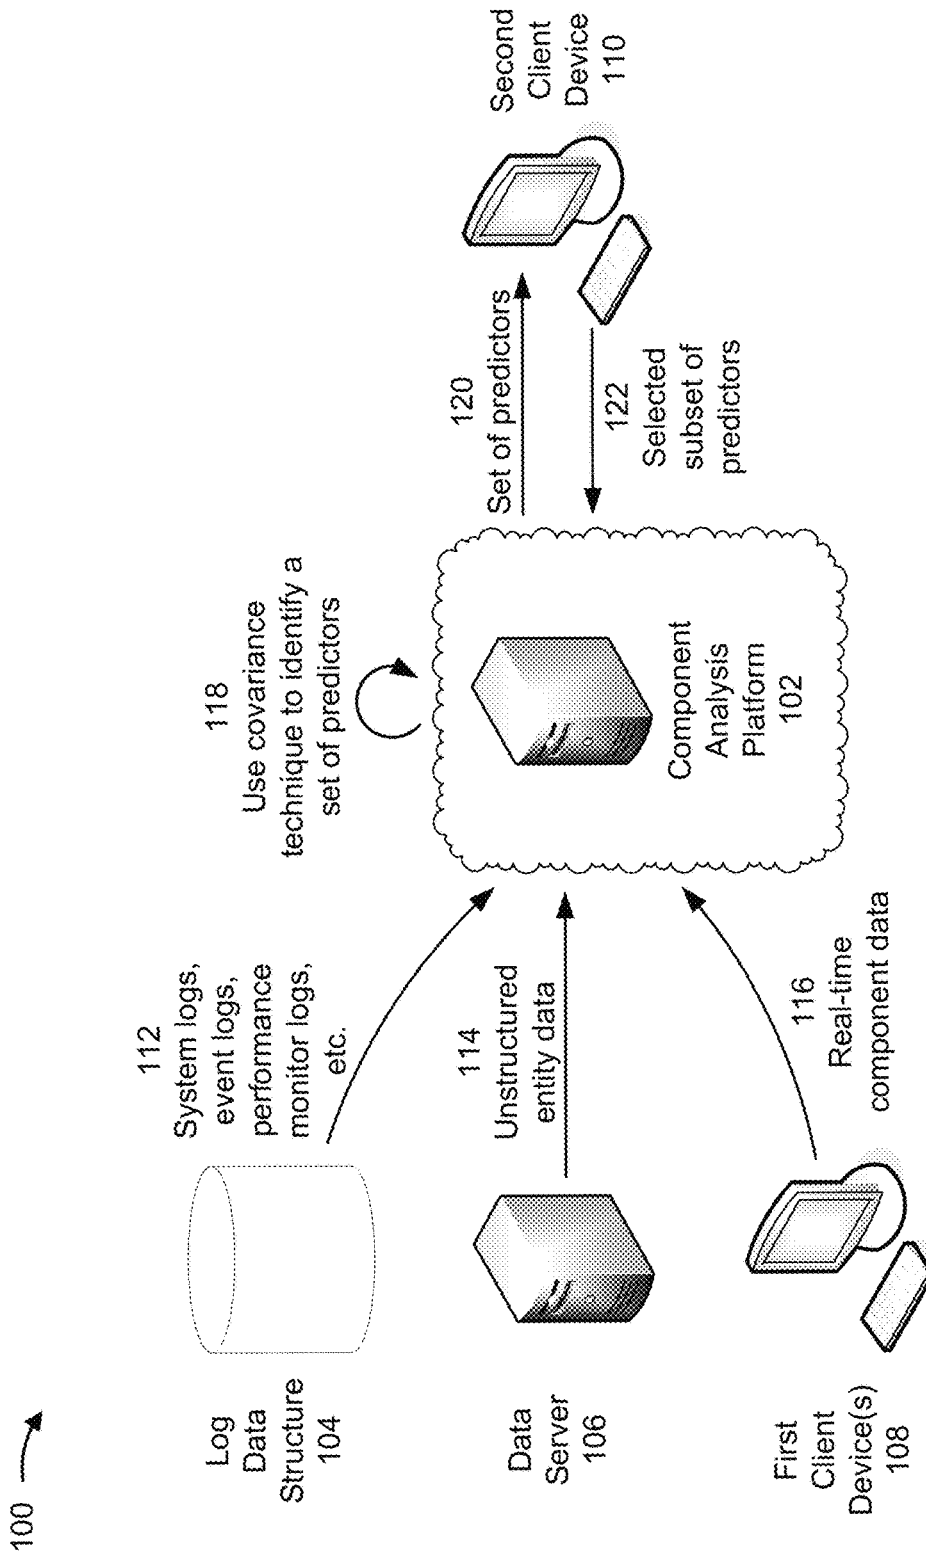 100
Log
Data
Structure
104
112
System logs,
event logs,
performance
monitor logs,
etc.
118
Use covariance
technique to identify a
set of predictors
Data
Server
106
114
Unstructured
entity data
Component
Analysis
Platform
102
120
Set of predictors
122
Selected
subset of
predictors
Second
Client
Device
110
First
Client
Device(s)
108
116
Real-time
component data